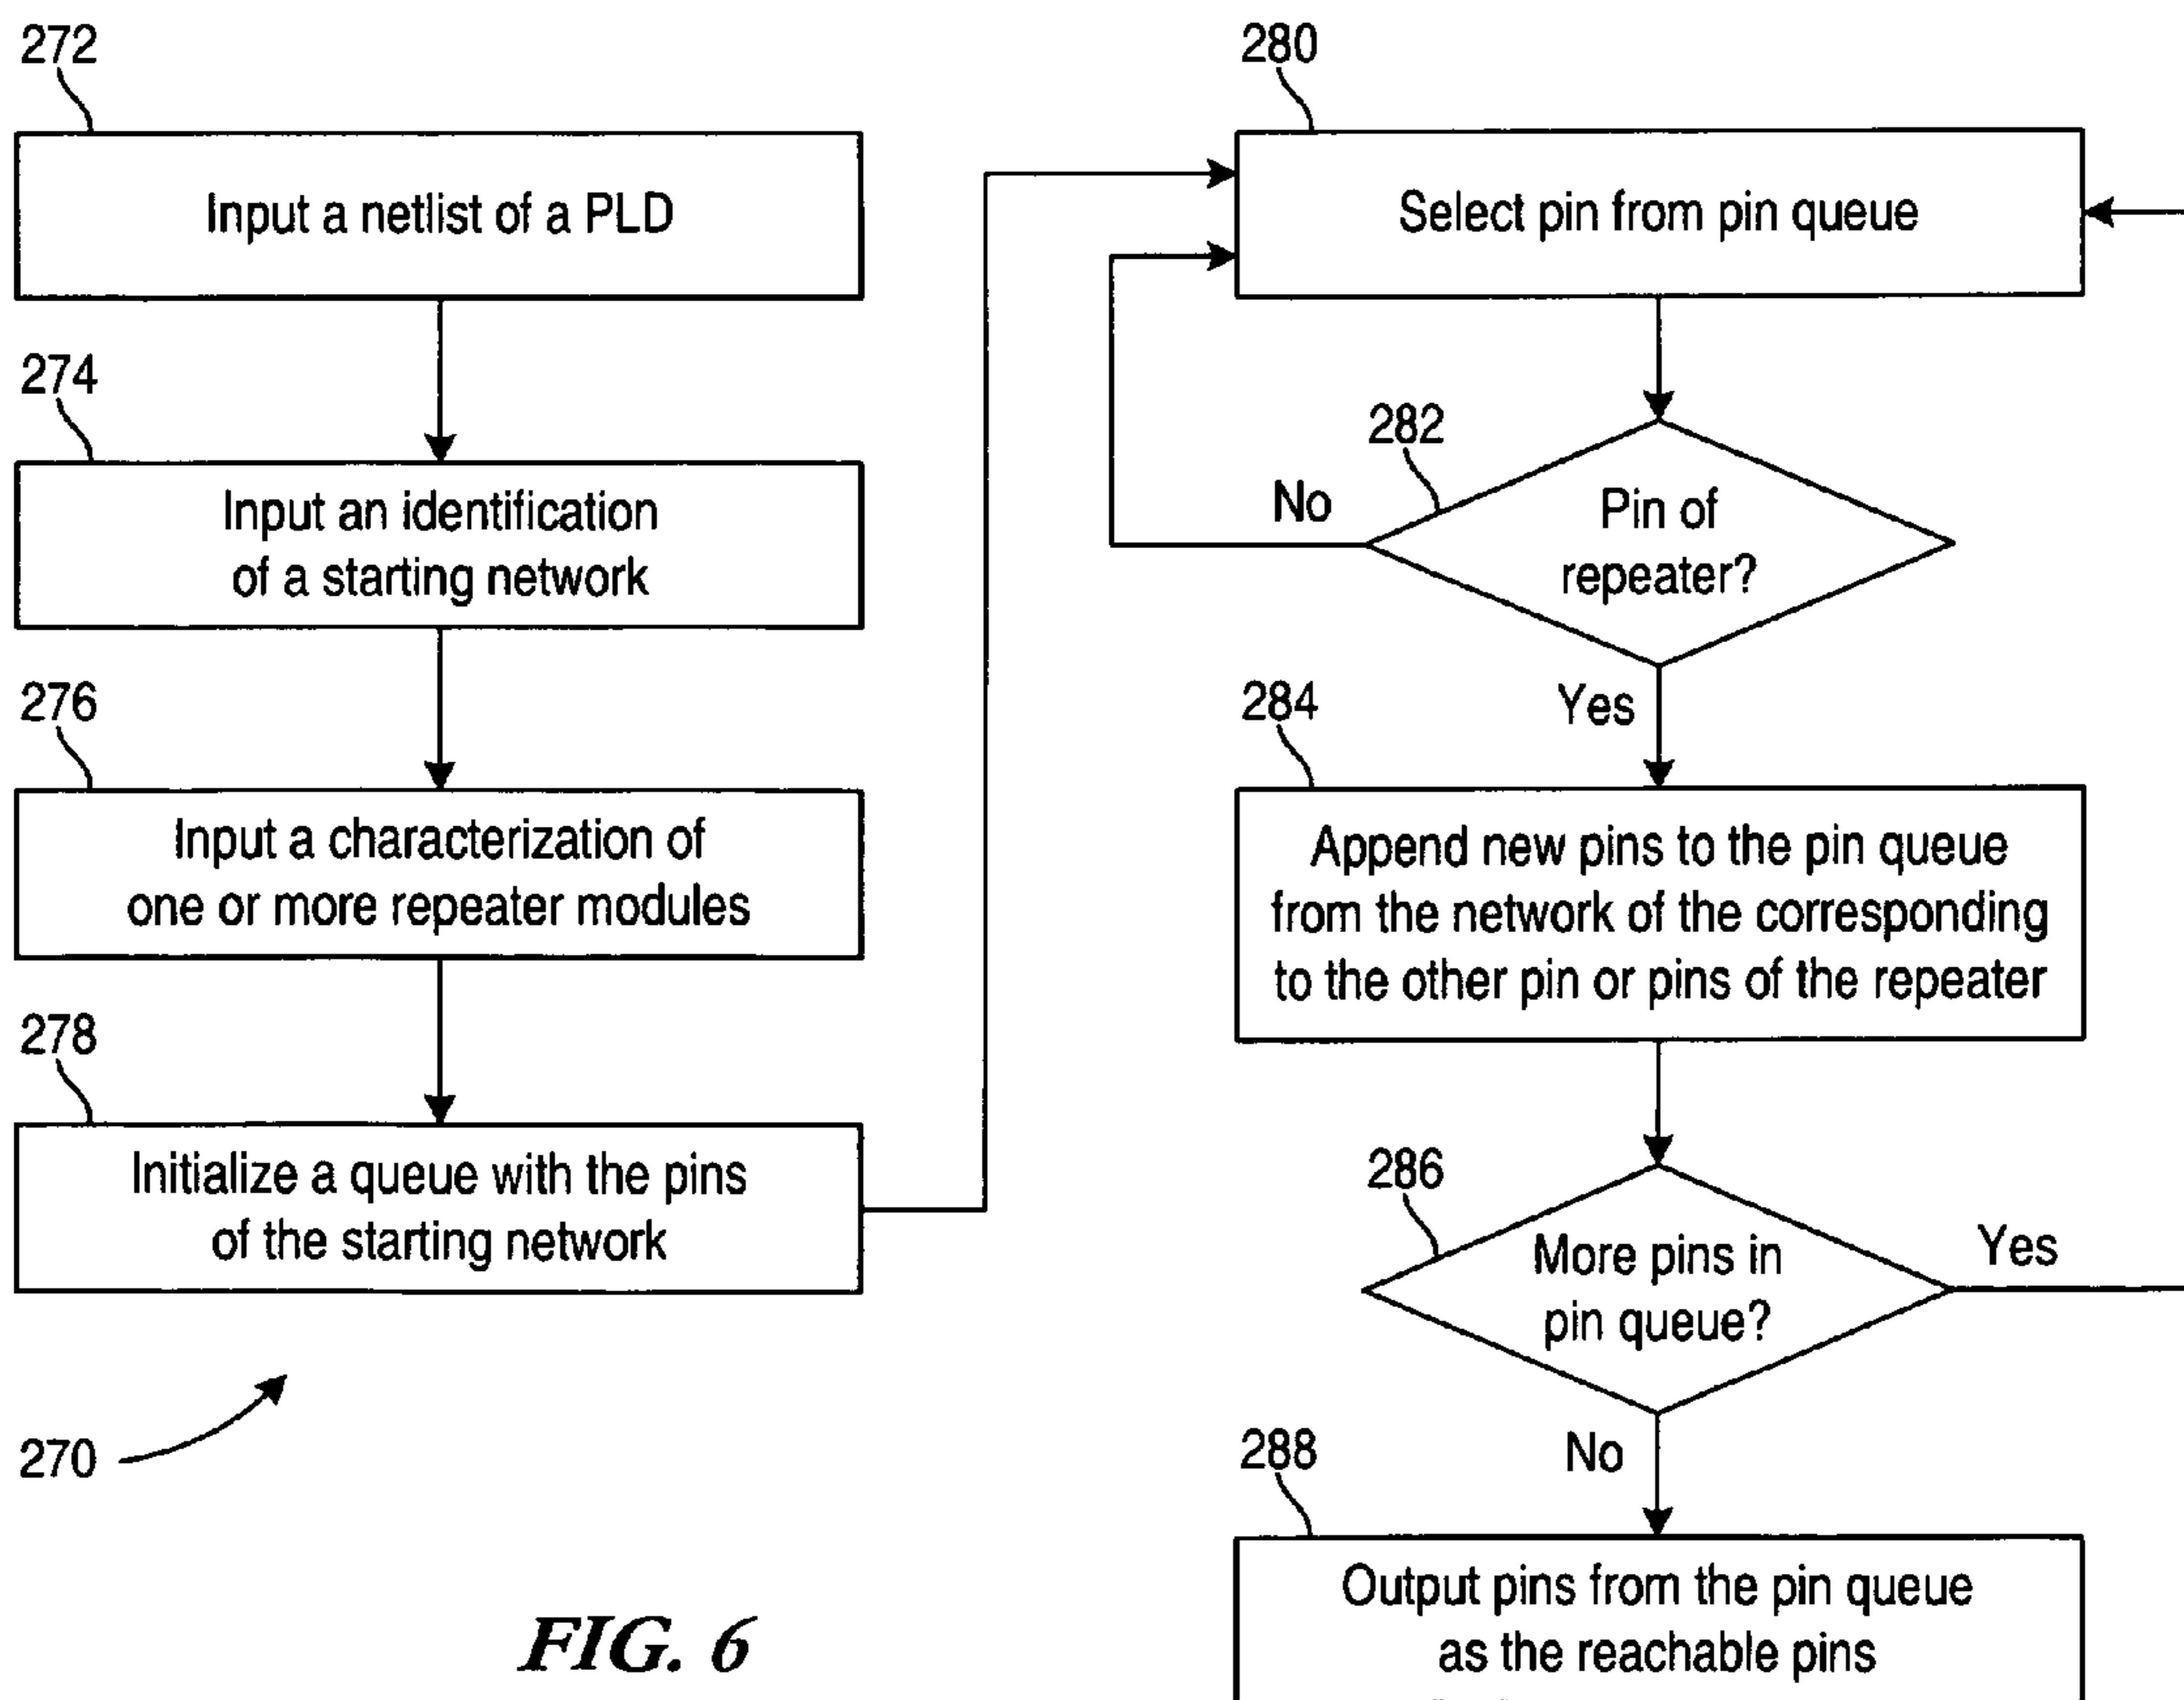 272
Input a netlist of a PLD
274
Input an identification
of a starting network
276
Input a characterization of
one or more repeater modules
278
Initialize a queue with the pins
of the starting network
270
FIG. 6
280
Select pin from pin queue
282
Pin of
repeater?
No
Yes
284
Append new pins to the pin queue
from the network of the corresponding
to the other pin or pins of the repeater
286
More pins in
pin queue?
Yes
No
288
Output pins from the pin queue
as the reachable pins